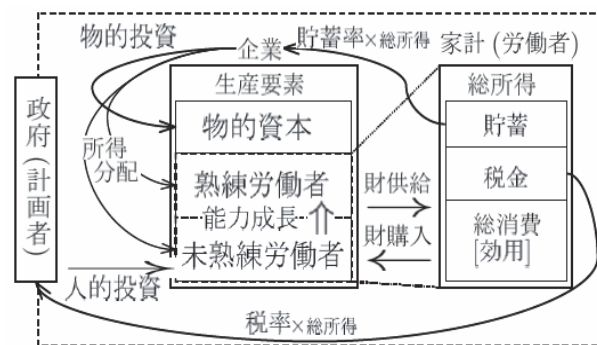 物的投資
企業
貯蓄率×総所得
家計(労働者)
政府(計画者)
生産要素
物的資本
所得
分配
熟練労働者
能力成長
未熟練労働者
人的投資
財供給
財購入
総所得
貯蓄
税金
総消費
[効用]
税率×総所得